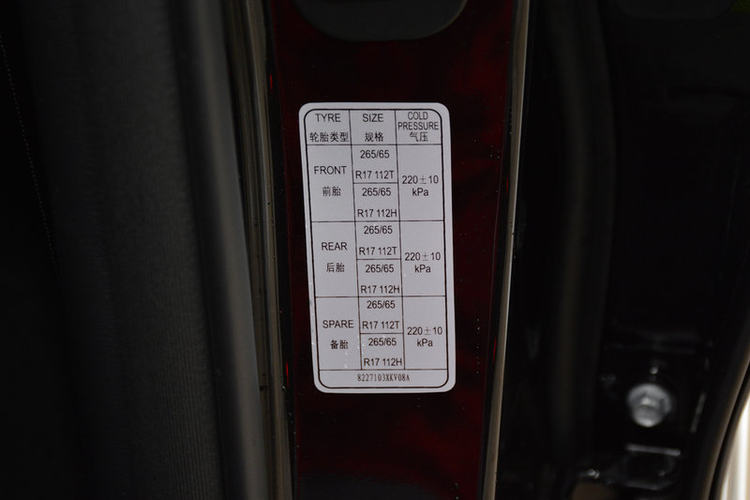 TYRE SIZE COLD
PRESSURE
轮胎类型 规格 气压
265/65
FRONT R17 112T 220±10
前胎 265/65 kPa
R17 112H
265/65
REAR R17 112T 220±10
后胎 265/65 kPa
R17 112H
265/65
SPARE R17 112T 220±10
备胎 265/65 kPa
R17 112H
8227103XKV08A